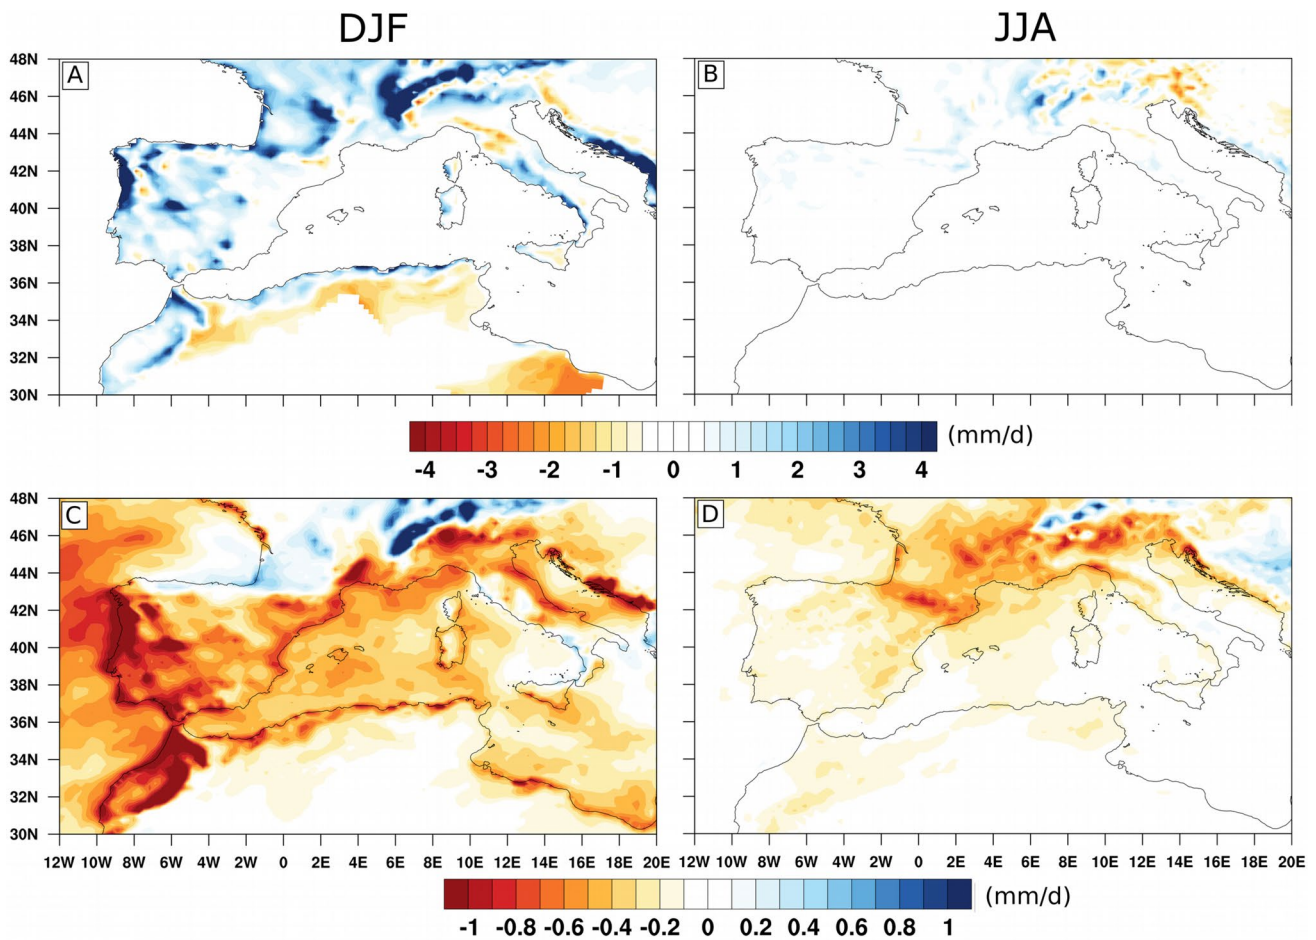 DJF JJA
48N A B
46N
44N
42N
40N
38N
36N
34N
32N
30N
(mm/d)
-4 -3 -2 -1 0 1 2 3 4
48N C D
46N
44N
42N
40N
38N
36N
34N
32N
30N
12W 10W 8W 6W 4W 2W 0 2E 4E 6E 8E 10E 12E 14E 16E 18E 20E 12W 10W 8W 6W 4W 2W 0 2E 4E 6E 8E 10E 12E 14E 16E 18E 20E
(mm/d)
-1 -0.8 -0.6 -0.4 -0.2 0 0.2 0.4 0.6 0.8 1